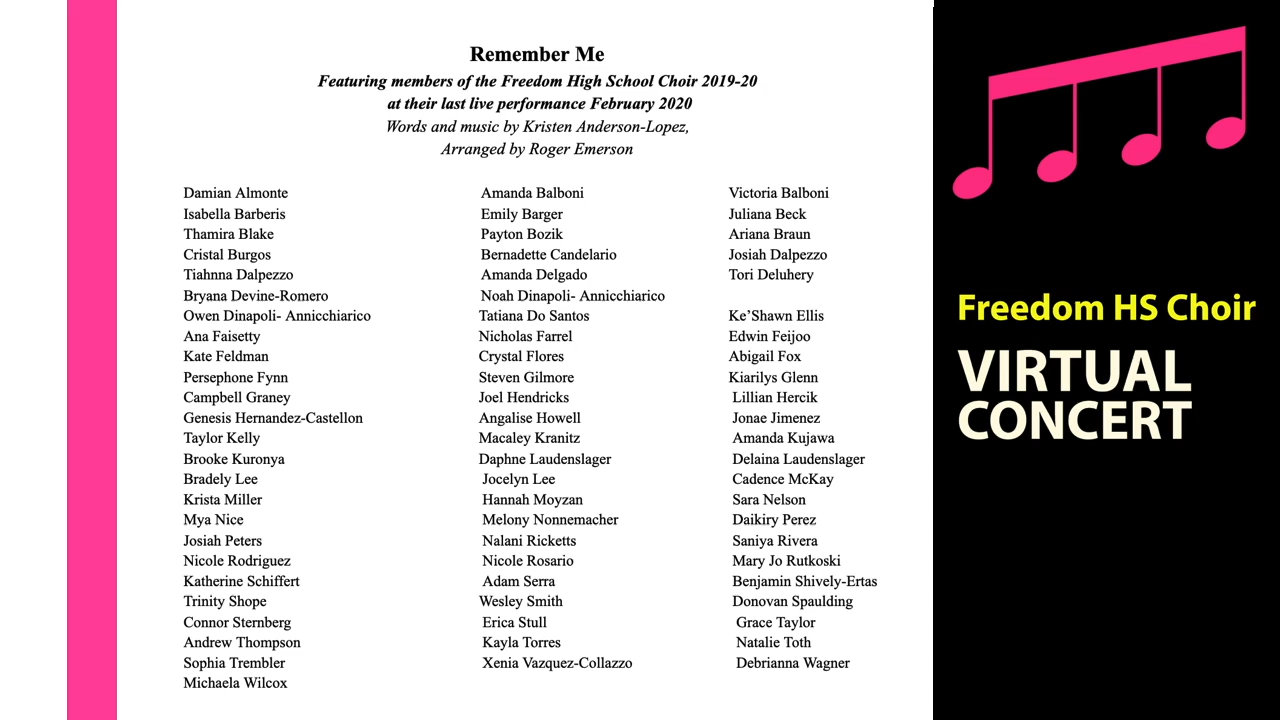 Remember Me
Featuring members of the Freedom High School Choir 2019-20
at their last live performance February 2020
Words and music by Kristen Anderson-Lopez,
Arranged by Roger Emerson
Damian Almonte Amanda Balboni Victoria Balboni
Isabella Barberis Emily Barger Juliana Beck
Thamira Blake Payton Bozik Ariana Braun
Cristal Burgos Bernadette Candelario Josiah Dalpezzo
Tiahnna Dalpezzo Amanda Delgado Tori Deluhery
Bryana Devine-Romero Noah Dinapoli- Annicchiarico
Owen Dinapoli- Annicchiarico Tatiana Do Santos Ke’Shawn Ellis
Ana Faisetty Nicholas Farrel Edwin Feijoo
Kate Feldman Crystal Flores Abigail Fox
Persephone Fynn Steven Gilmore Kiarilys Glenn
Campbell Graney Joel Hendricks Lillian Hercik
Genesis Hernandez-Castellon Angalise Howell Jonae Jimenez
Taylor Kelly Macaley Kranitz Amanda Kujawa
Brooke Kuronya Daphne Laudenslager Delaina Laudenslager
Bradely Lee Jocelyn Lee Cadence McKay
Krista Miller Hannah Moyzan Sara Nelson
Mya Nice Melony Nonnemacher Daikiry Perez
Josiah Peters Nalani Ricketts Saniya Rivera
Nicole Rodriguez Nicole Rosario Mary Jo Rutkoski
Katherine Schiffert Adam Serra Benjamin Shively-Ertas
Trinity Shope Wesley Smith Donovan Spaulding
Connor Sternberg Erica Stull Grace Taylor
Andrew Thompson Kayla Torres Natalie Toth
Sophia Trembler Xenia Vazquez-Collazzo Debrianna Wagner
Michaela Wilcox
Freedom HS Choir
VIRTUAL
CONCERT